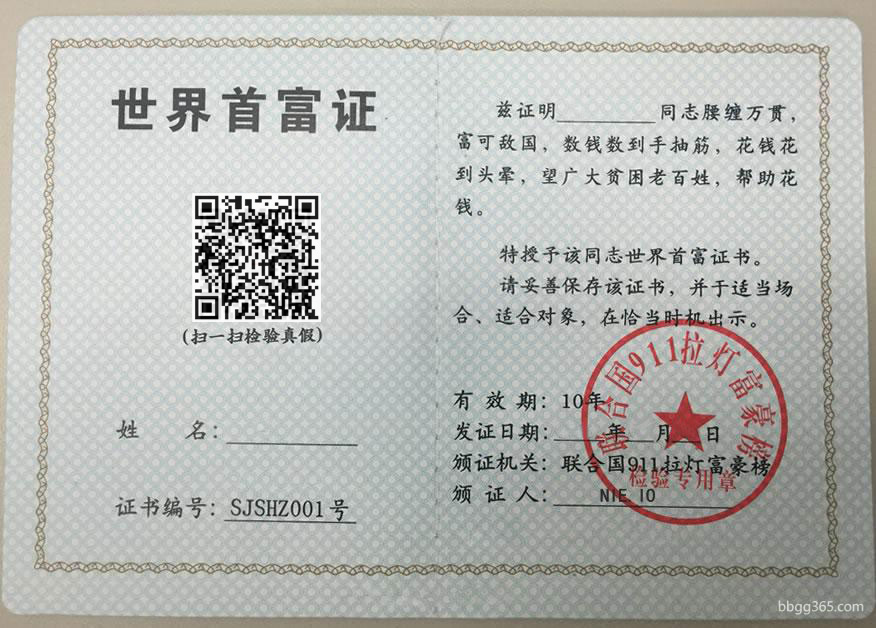 世界首富证
(扫一扫检验真假)
姓 名:
证书编号: SJSHZ001号
兹证明__________同志腰缠万贯,
富可敌国, 数钱数到手抽筋, 花钱花
到头晕, 望广大贫困老百姓, 帮助花
钱。
特授予该同志世界首富证书。
请妥善保存该证书, 并于适当场
合、适合对象, 在恰当时机出示。
有 效 期: 10年
发证日期:____年__月__日
颁证机关: 联合国911拉灯富豪榜
颁 证 人: NIE IO
联合国911拉灯富豪榜
检验专用章
bbgg365.com